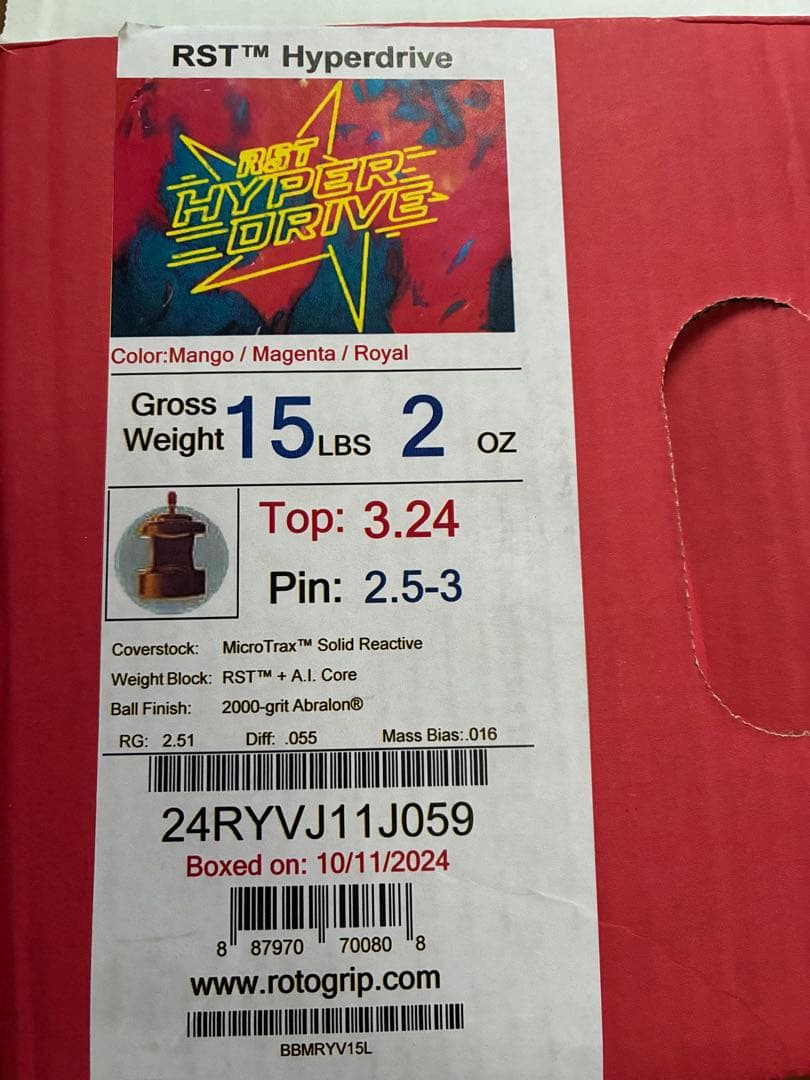 RST™ Hyperdrive
RST
HYPER
DRIVE
Color:Mango / Magenta / Royal
Gross Weight 15 LBS 2 OZ
Top: 3.24
Pin: 2.5-3
Coverstock: MicroTrax™ Solid Reactive
Weight Block: RST™ + A.I. Core
Ball Finish: 2000-grit Abralon®
RG: 2.51 Diff: .055 Mass Bias:.016
24RYVJ11J059
Boxed on: 10/11/2024
8 87970 70080 8
www.rotogrip.com
BBMRYV15L